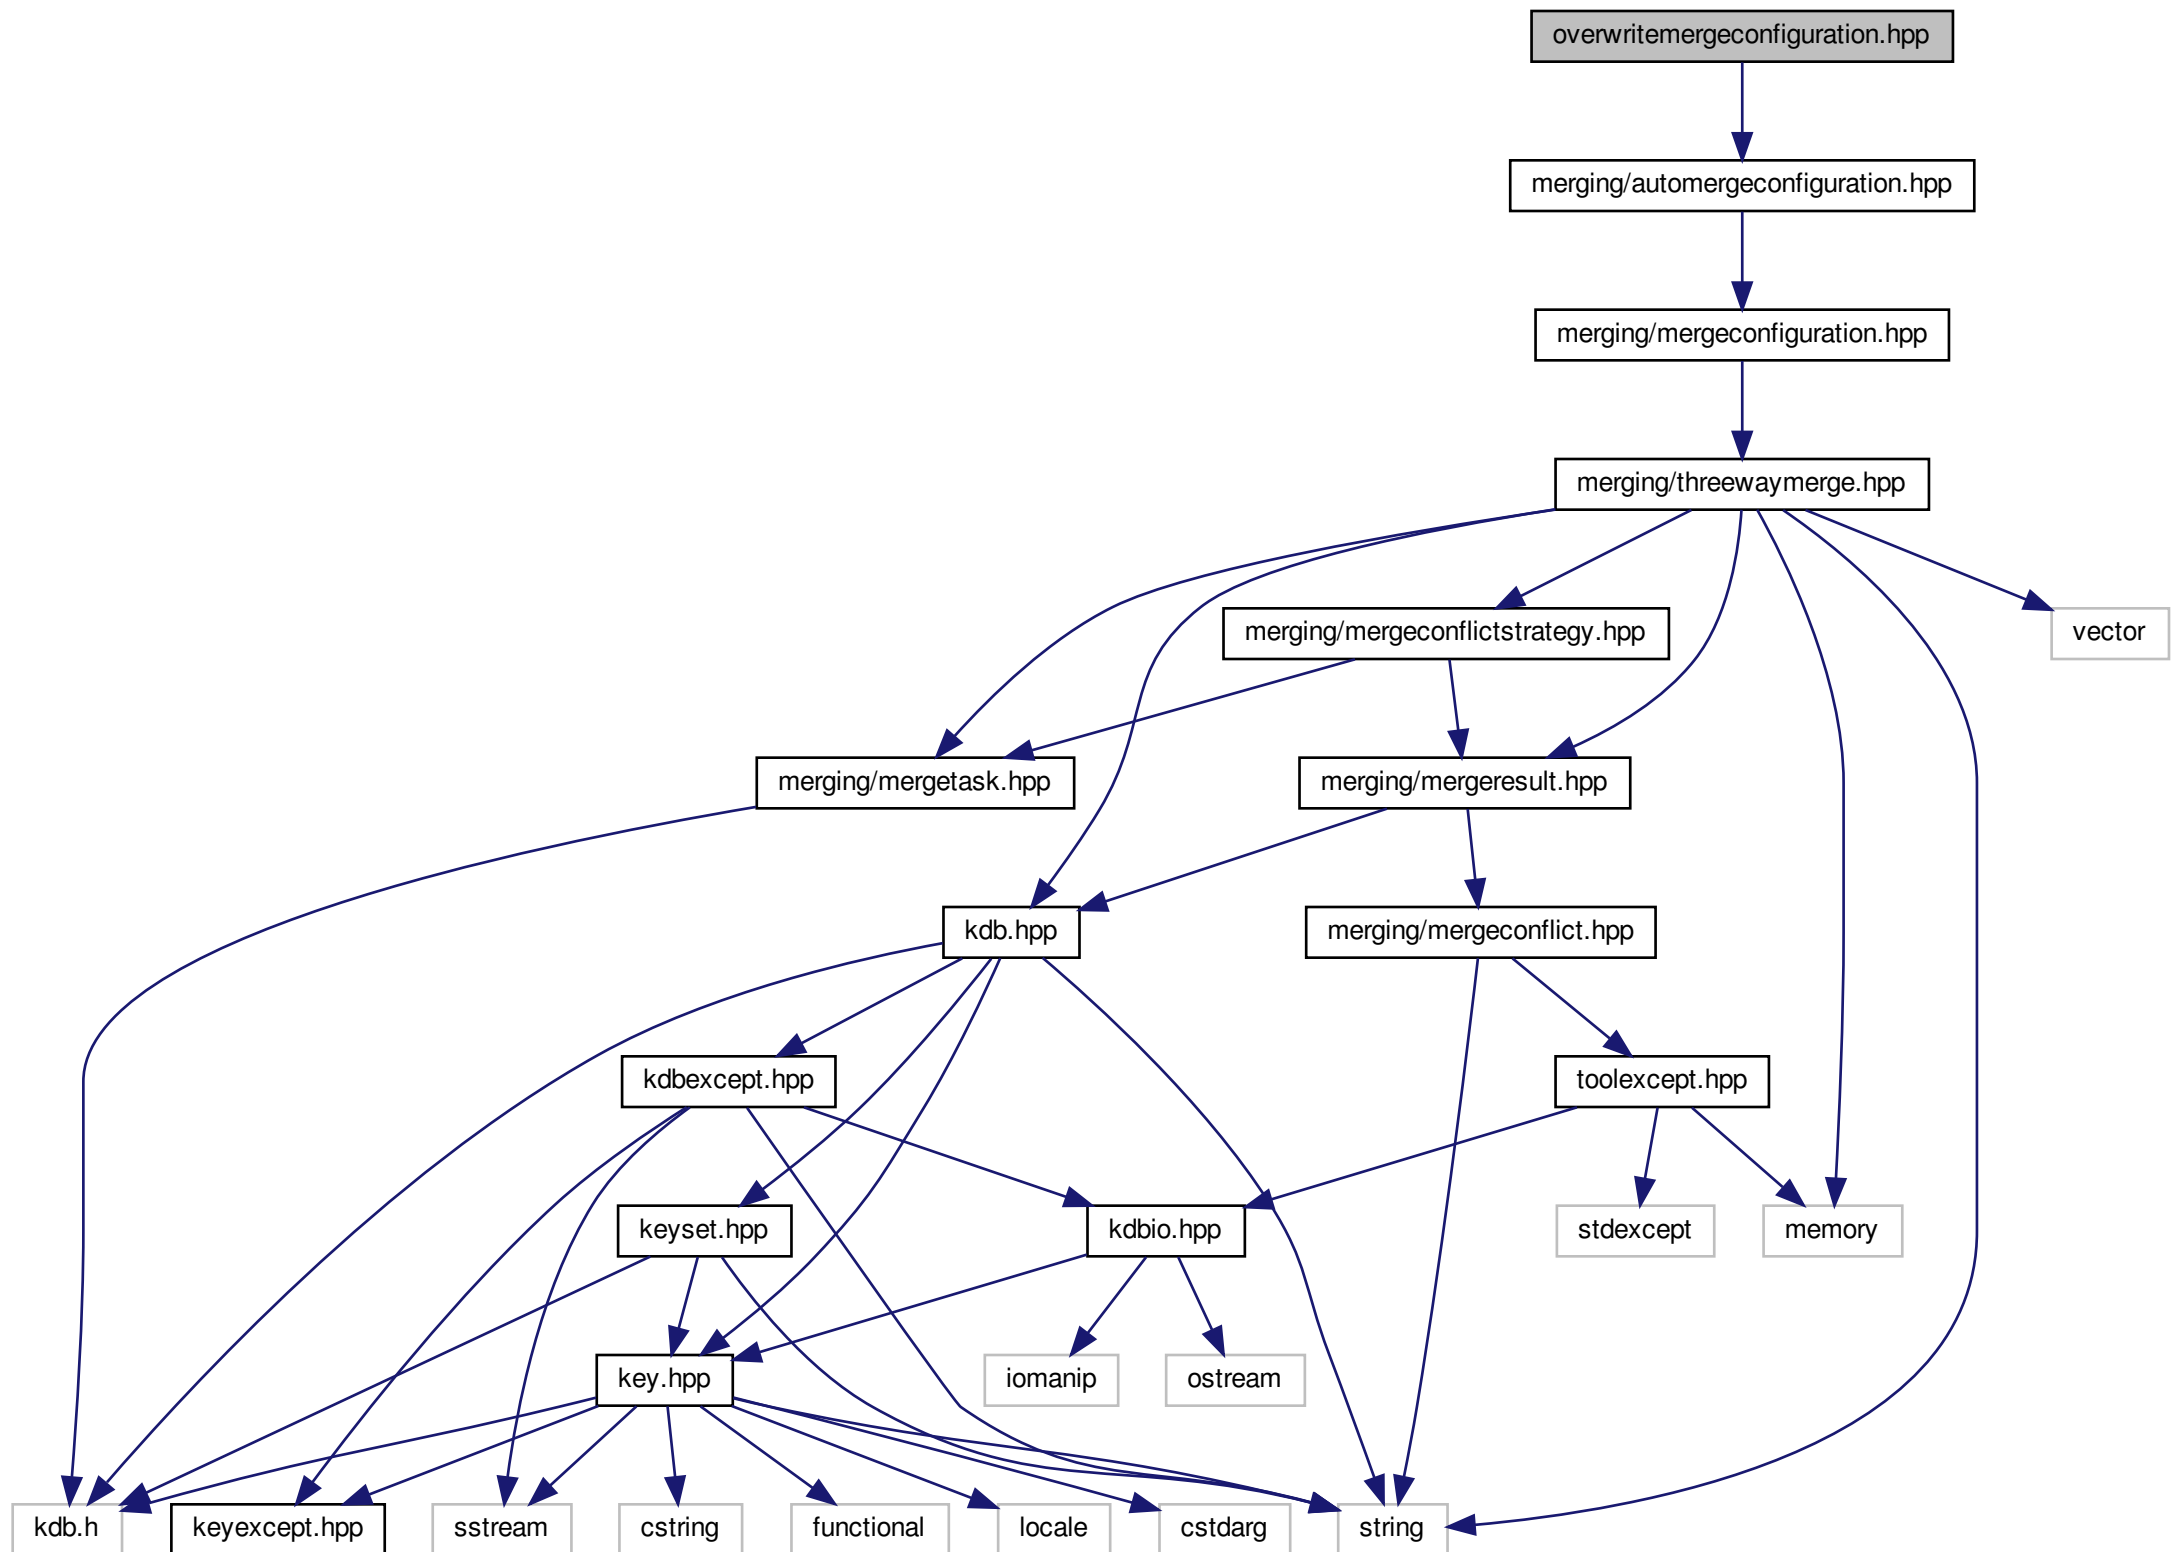 overwritemergeconfiguration.hpp
merging/automergeconfiguration.hpp
merging/mergeconfiguration.hpp
merging/threewaymerge.hpp
merging/mergeconflictstrategy.hpp
vector
merging/mergetask.hpp
merging/mergeresult.hpp
kdb.hpp
merging/mergeconflict.hpp
kdbexcept.hpp
toolexcept.hpp
keyset.hpp
kdbio.hpp
stdexcept
memory
key.hpp
iomanip
ostream
kdb.h
keyexcept.hpp
sstream
cstring
functional
locale
cstdarg
string